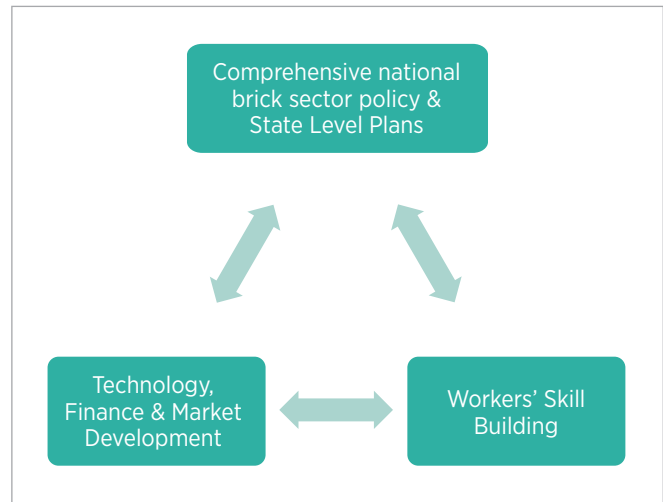 Comprehensive national
brick sector policy &
State Level Plans
Technology,
Finance & Market
Development
Workers’ Skill
Building